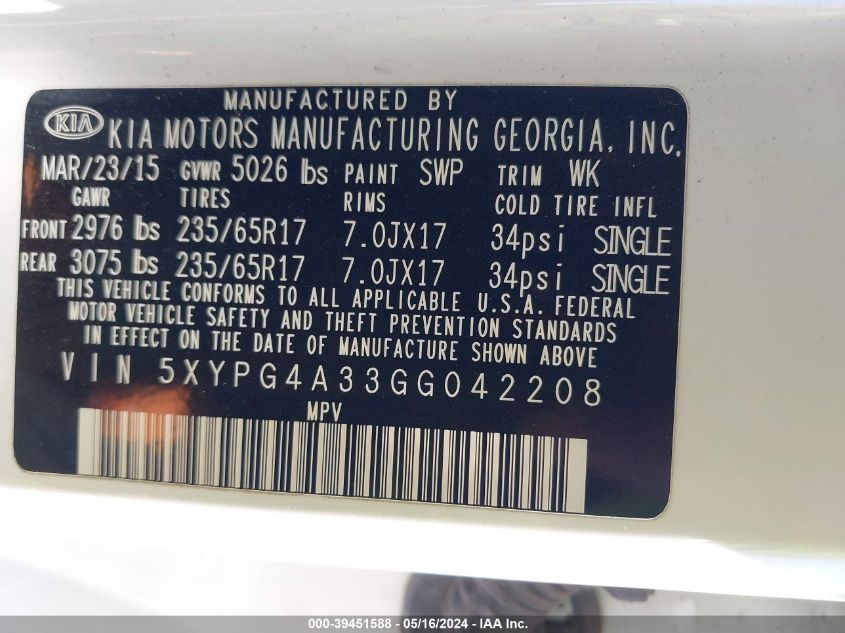 MANUFACTURED BY
KIA KIA MOTORS MANUFACTURING GEORGIA, INC.
MAR/23/15 GVWR 5026 lbs PAINT SWP TRIM WK
GAWR TIRES RIMS COLD TIRE INFL
FRONT 2976 lbs 235/65R17 7.0JX17 34psi SINGLE
REAR 3075 lbs 235/65R17 7.0JX17 34psi SINGLE
THIS VEHICLE CONFORMS TO ALL APPLICABLE U.S.A. FEDERAL
MOTOR VEHICLE SAFETY AND THEFT PREVENTION STANDARDS
IN EFFECT ON THE DATE OF MANUFACTURE SHOWN ABOVE
VIN 5XYPG4A33GG042208
MPV
000-39451588 - 05/16/2024 - IAA Inc.